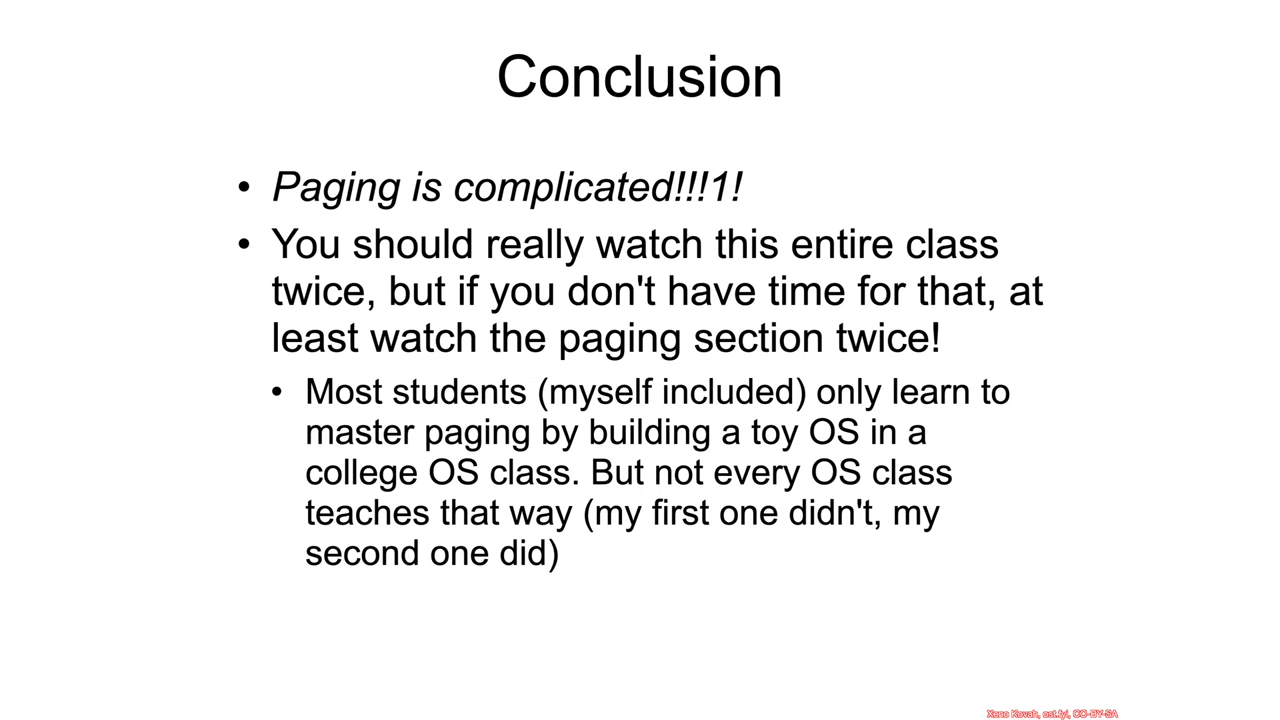 Conclusion
• Paging is complicated!!!1!
• You should really watch this entire class
twice, but if you don't have time for that, at
least watch the paging section twice!
• Most students (myself included) only learn to
master paging by building a toy OS in a
college OS class. But not every OS class
teaches that way (my first one didn't, my
second one did)
Xeno Kovah, ost.fyi, CC-BY-SA